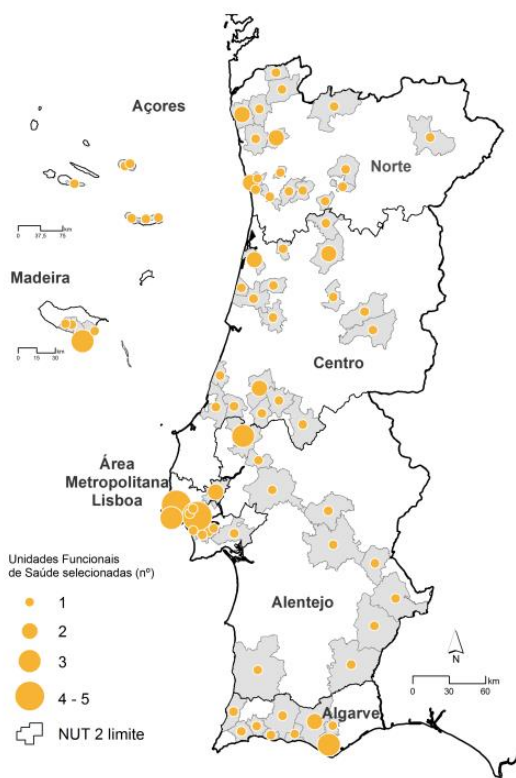 Açores
Norte
0 37,5 75
km
Madeira
0 15 30
km
Centro
Área
Metropolitana
Lisboa
Unidades Funcionais
de Saúde selecionadas (nº)
1
2
3
4 - 5
NUT 2 limite
Alentejo
Algarve
N
km
0 30 60